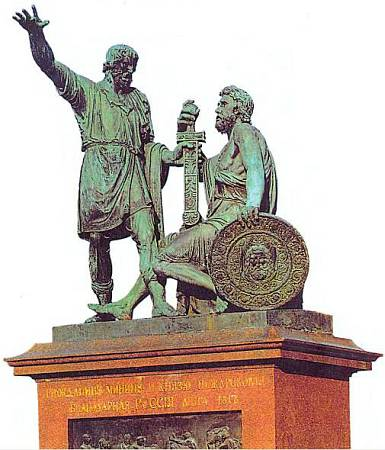 ГРАЖДАНИНУ МИНИНУ И КНЯЗЮ ПОЖАРСКОМУ
БЛАГОДАРНАЯ РОССІЯ ЛѢТА 1818